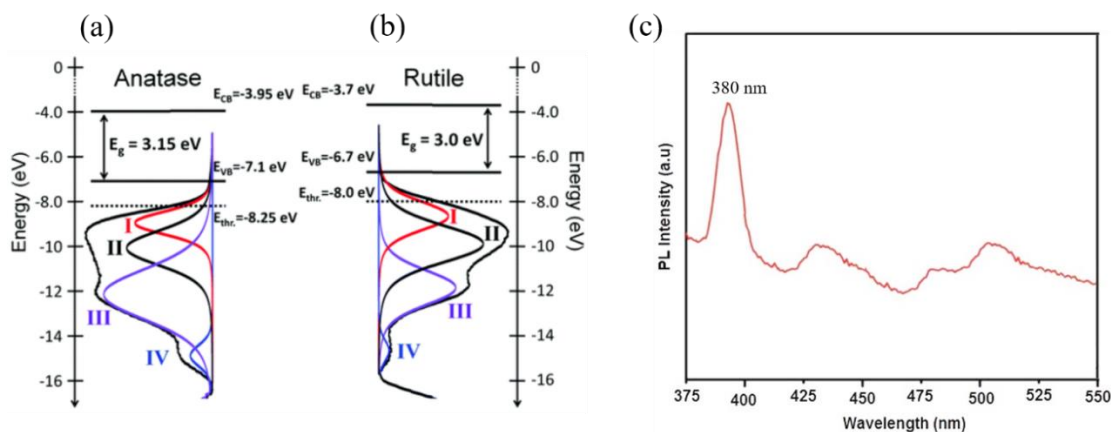 (a)
(b)
(c)
Anatase
Rutile
0
-4.0
-6.0
-8.0
-10
-12
-14
-16
Energy (eV)
E_CB=-3.95 eV
E_g = 3.15 eV
E_VB=-7.1 eV
E_thr.=-8.25 eV
I
II
III
IV
E_CB=-3.7 eV
E_g = 3.0 eV
E_VB=-6.7 eV
E_thr.=-8.0 eV
I
II
III
IV
0
-4.0
-6.0
-8.0
-10
-12
-14
-16
Energy (eV)
380 nm
PL Intensity (a.u)
375 400 425 450 475 500 525 550
Wavelength (nm)